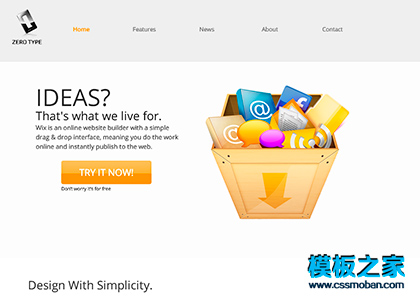 ZERO TYPE
Home Features News About Contact
IDEAS?
That's what we live for.
Wix is an online website builder with a simple
drag & drop interface, meaning you do the work
online and instantly publish to the web.
TRY IT NOW!
Don't worry it's for free
模板之家
www.cssmoban.com
Design With Simplicity.